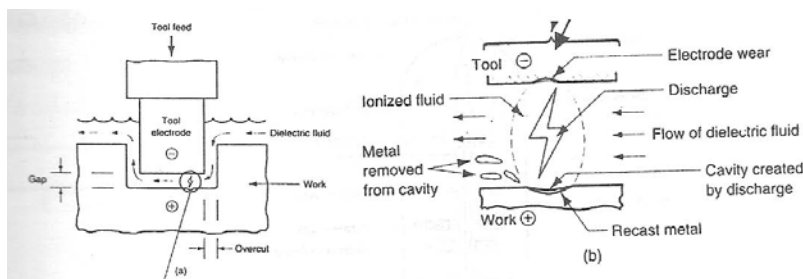 Tool feed
Tool
electrode
⊖
Dielectric fluid
Gap
Work
⊕
Overcut
(a)
Tool ⊖
Electrode wear
Ionized fluid
Discharge
Flow of dielectric fluid
Metal
removed
from cavity
Cavity created
by discharge
Work ⊕
Recast metal
(b)